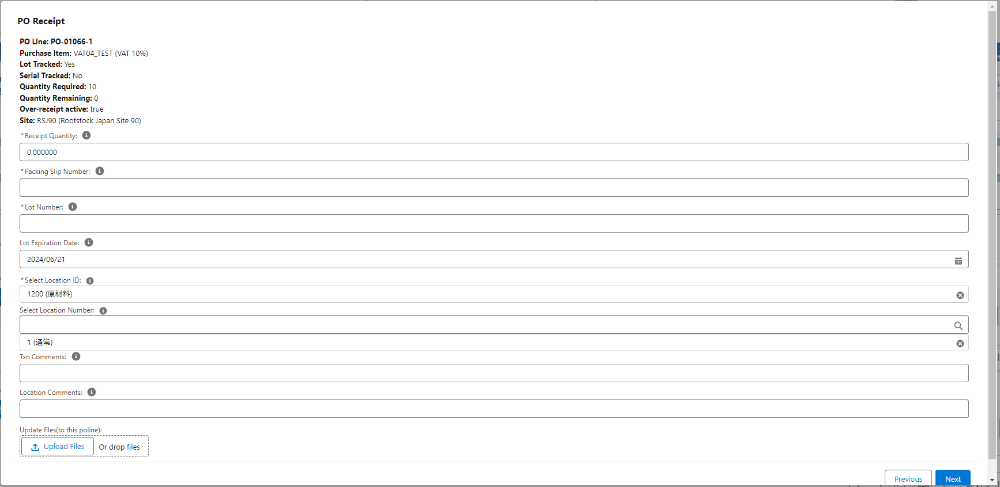 PO Receipt
PO Line: PO-01066-1
Purchase Item: VAT04_TEST (VAT 10%)
Lot Tracked: Yes
Serial Tracked: No
Quantity Required: 10
Quantity Remaining: 0
Over-receipt active: true
Site: RSJ90 (Rootstock Japan Site 90)
*Receipt Quantity:
0.000000
*Packing Slip Number:
*Lot Number:
Lot Expiration Date:
2024/06/21
*Select Location ID:
1200 (原材料)
Select Location Number:
1 (通常)
Txn Comments:
Location Comments:
Update files(to this poline):
Upload Files Or drop files
Previous Next